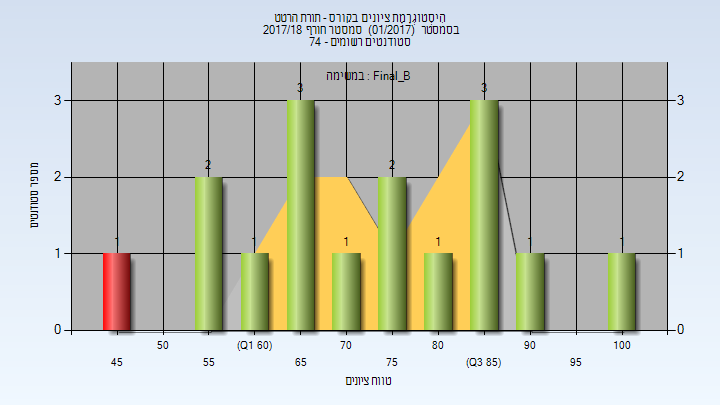 היסטוגרמת ציונים בקורס - תורת הרטט
בסמסטר (01/2017) סמסטר חורף 2017/18
סטודנטים רשומים - 74
במשימה : Final_B
3 3
2 2
1 1 1 1 1 1
3 3
2 2
1 1
0 0
מספר סטודנטים
50 (Q1 60) 70 80 90 100
45 55 65 75 (Q3 85) 95
טווח ציונים